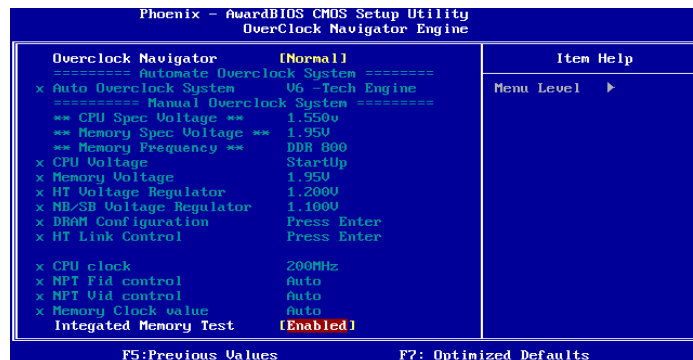 Phoenix - AwardBIOS CMOS Setup Utility
OverClock Navigator Engine
Overclock Navigator [Normal]
========= Automate Overclock System ========
x Auto Overclock System V6 -Tech Engine
========== Manual Overclock System =========
** CPU Spec Voltage ** 1.550v
** Memory Spec Voltage ** 1.95V
** Memory Frequency ** DDR 800
x CPU Voltage StartUp
x Memory Voltage 1.95V
x HT Voltage Regulator 1.200V
x NB/SB Voltage Regulator 1.100V
x DRAM Configuration Press Enter
x HT Link Control Press Enter
x CPU clock 200MHz
x NPT Fid control Auto
x NPT Vid control Auto
x Memory Clock value Auto
Integated Memory Test [Enabled]
Item Help
Menu Level ▶
F5:Previous Values F7: Optimized Defaults